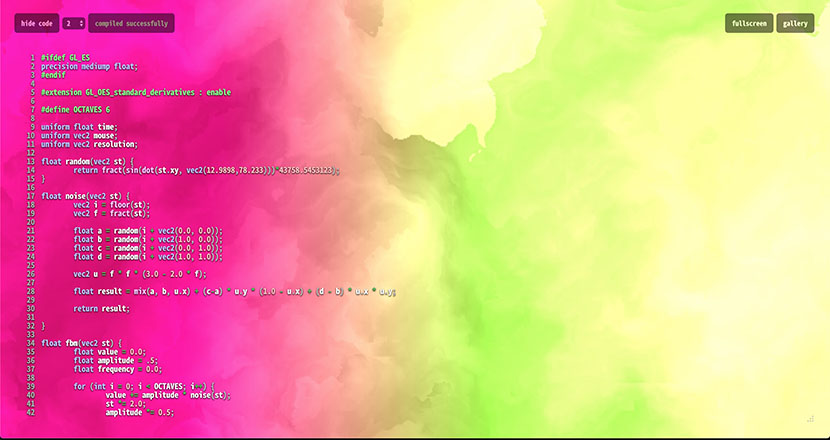 hide code 2 compiled successfully fullscreen gallery
1 #ifdef GL_ES
2 precision mediump float;
3 #endif
4
5 #extension GL_OES_standard_derivatives : enable
6
7 #define OCTAVES 6
8
9 uniform float time;
10 uniform vec2 mouse;
11 uniform vec2 resolution;
12
13 float random(vec2 st) {
14 return fract(sin(dot(st.xy, vec2(12.9898,78.233)))*43758.5453123);
15 }
16
17 float noise(vec2 st) {
18 vec2 i = floor(st);
19 vec2 f = fract(st);
20
21 float a = random(i + vec2(0.0, 0.0));
22 float b = random(i + vec2(1.0, 0.0));
23 float c = random(i + vec2(0.0, 1.0));
24 float d = random(i + vec2(1.0, 1.0));
25
26 vec2 u = f * f * (3.0 - 2.0 * f);
27
28 float result = mix(a, b, u.x) + (c-a) * u.y * (1.0 - u.x) + (d - b) * u.x * u.y;
29
30 return result;
31
32 }
33
34 float fbm(vec2 st) {
35 float value = 0.0;
36 float amplitude = .5;
37 float frequency = 0.0;
38
39 for (int i = 0; i < OCTAVES; i++) {
40 value += amplitude * noise(st);
41 st *= 2.0;
42 amplitude *= 0.5;